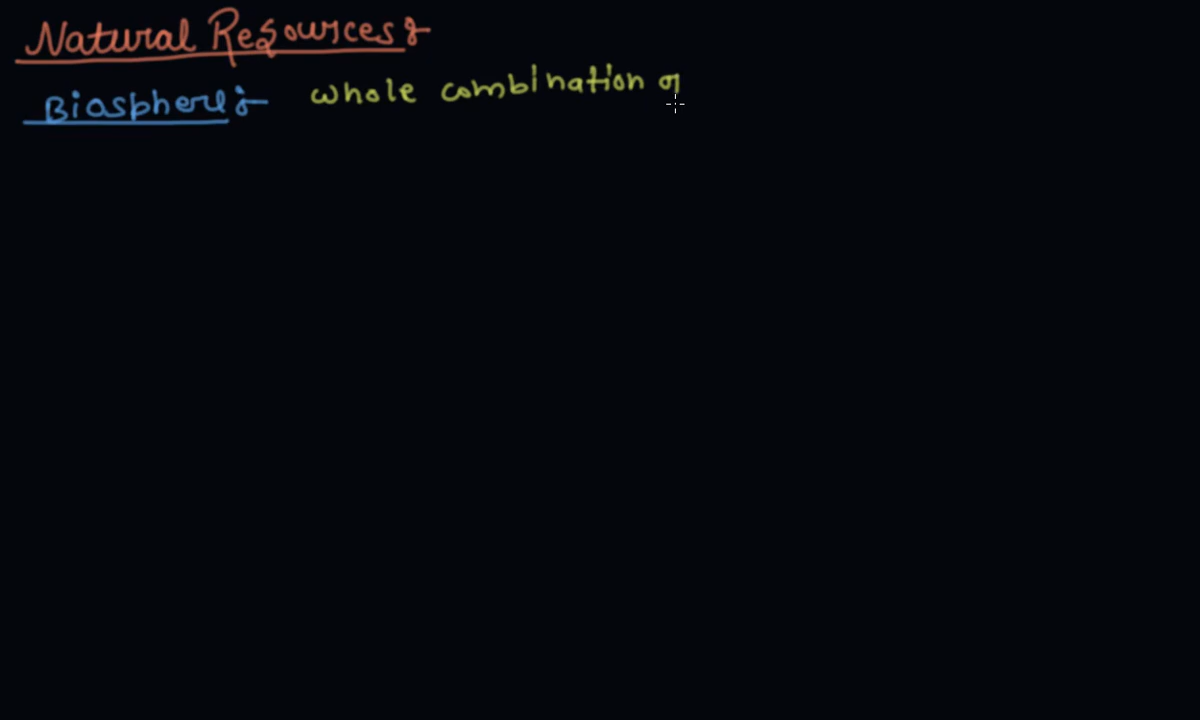 Natural Resources :-
Biosphere :- whole combination of